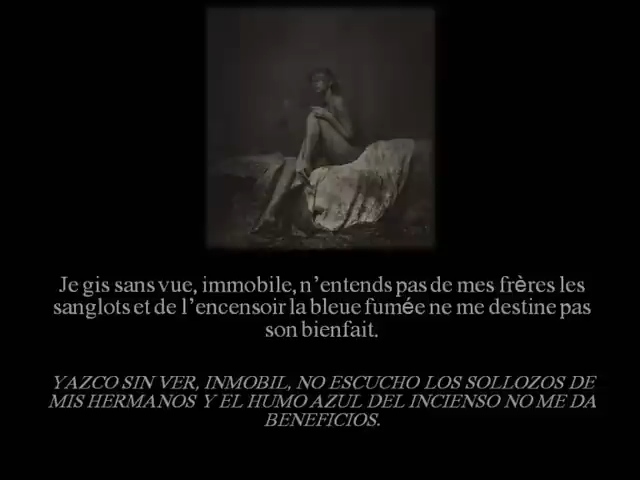 Je gis sans vue, immobile, n'entends pas de mes frères les
sanglots et de l'encensoir la bleue fumée ne me destine pas
son bienfait.
YAZCO SIN VER, INMOBIL, NO ESCUCHO LOS SOLLOZOS DE
MIS HERMANOS Y EL HUMO AZUL DEL INCIENSO NO ME DA
BENEFICIOS.